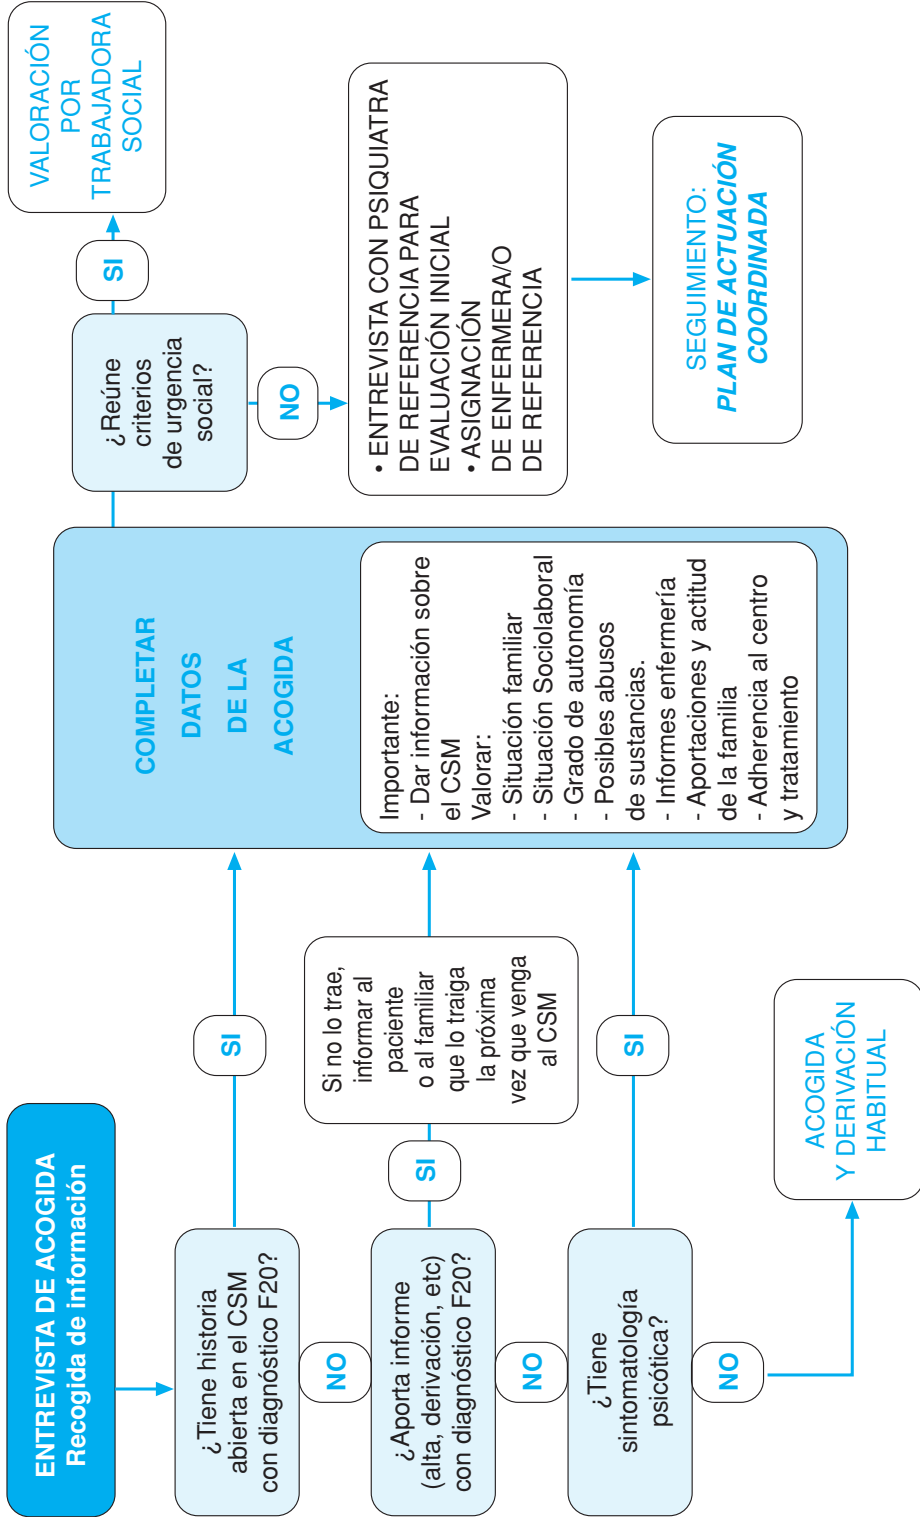 ENTREVISTA DE ACOGIDA
Recogida de información
¿Tiene historia
abierta en el CSM
con diagnóstico F20?
SI
NO
¿Aporta informe
(alta, derivación, etc)
con diagnóstico F20?
SI
Si no lo trae,
informar al
paciente
o al familiar
que lo traiga
la próxima
vez que venga
al CSM
NO
¿Tiene
sintomatología
psicótica?
SI
NO
ACOGIDA
Y DERIVACIÓN
HABITUAL
COMPLETAR
DATOS
DE LA
ACOGIDA
Importante:
- Dar información sobre
el CSM
Valorar:
- Situación familiar
- Situación Sociolaboral
- Grado de autonomía
- Posibles abusos
de sustancias.
- Informes enfermería
- Aportaciones y actitud
de la familia
- Adherencia al centro
y tratamiento
¿Reúne
criterios
de urgencia
social?
SI
VALORACIÓN
POR
TRABAJADORA
SOCIAL
NO
• ENTREVISTA CON PSIQUIATRA
DE REFERENCIA PARA
EVALUACIÓN INICIAL
• ASIGNACIÓN
DE ENFERMERA/O
DE REFERENCIA
SEGUIMIENTO:
PLAN DE ACTUACIÓN
COORDINADA